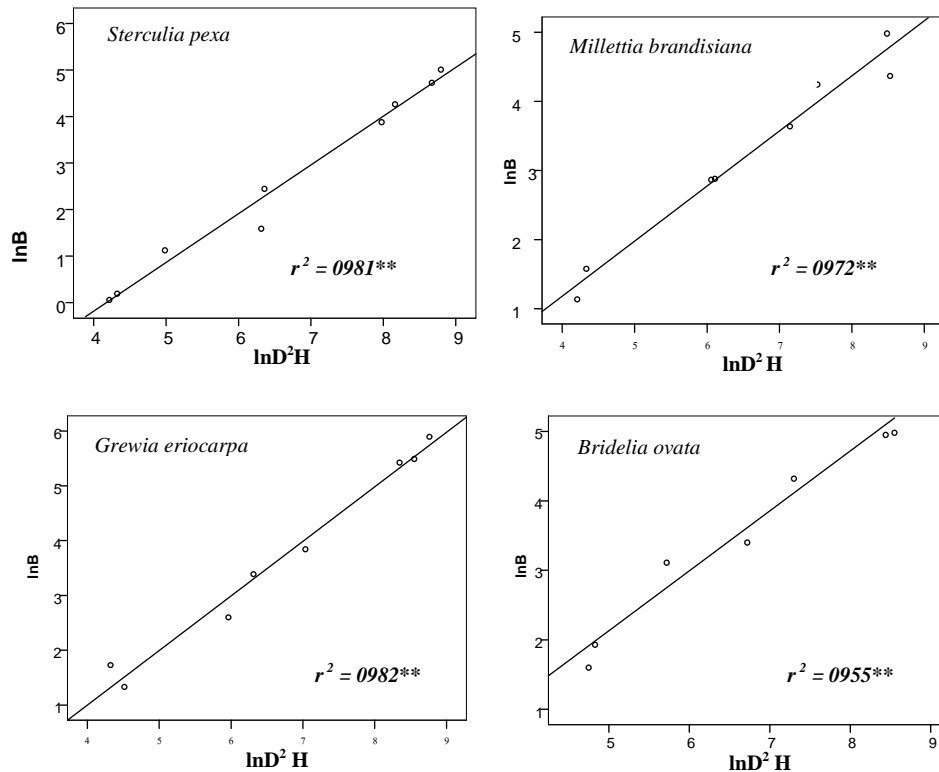 Sterculia pexa
6
5
4
3
2
1
0
lnB
r² = 0981**
4 5 6 7 8 9
lnD²H
Millettia brandisiana
5
4
3
2
1
lnB
r² = 0972**
4 5 6 7 8 9
lnD² H
Grewia eriocarpa
6
5
4
3
2
1
lnB
r² = 0982**
4 5 6 7 8 9
lnD² H
Bridelia ovata
5
4
3
2
1
lnB
r² = 0955**
5 6 7 8 9
lnD² H